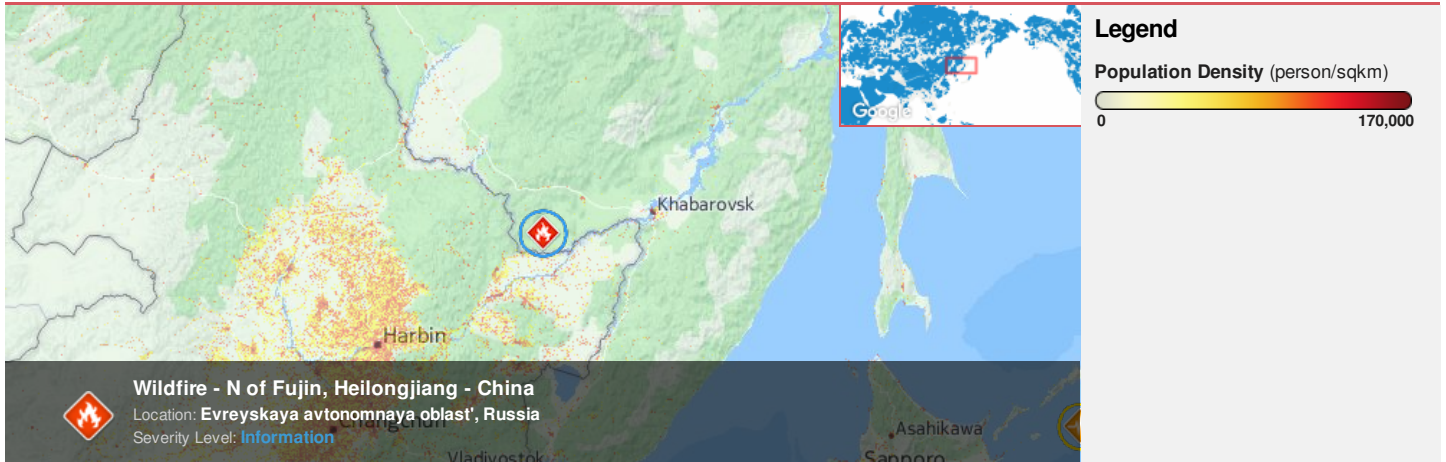 Google
Khabarovsk
Harbin
Changchun
Vladivostok
Asahikawa
Sapporo
Wildfire - N of Fujin, Heilongjiang - China
Location: Evreyskaya avtonomnaya oblast', Russia
Severity Level: Information
Legend
Population Density (person/sqkm)
0 170,000